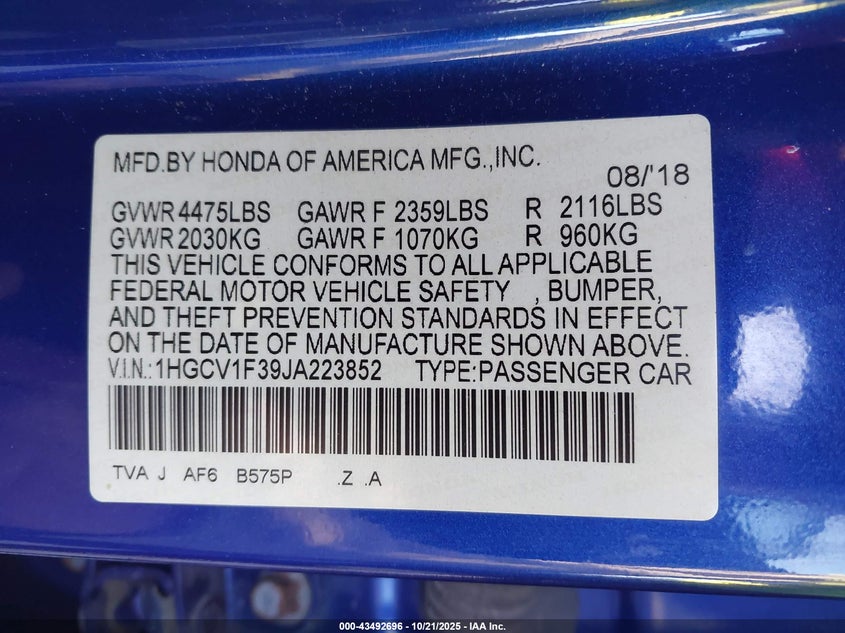 MFD.BY HONDA OF AMERICA MFG.,INC.
08/'18
GVWR 4475LBS GAWR F 2359LBS R 2116LBS
GVWR 2030KG GAWR F 1070KG R 960KG
THIS VEHICLE CONFORMS TO ALL APPLICABLE
FEDERAL MOTOR VEHICLE SAFETY , BUMPER,
AND THEFT PREVENTION STANDARDS IN EFFECT
ON THE DATE OF MANUFACTURE SHOWN ABOVE.
V.I.N.:1HGCV1F39JA223852 TYPE:PASSENGER CAR
TVA J AF6 B575P .Z .A
000-43492696 - 10/21/2025 - IAA Inc.